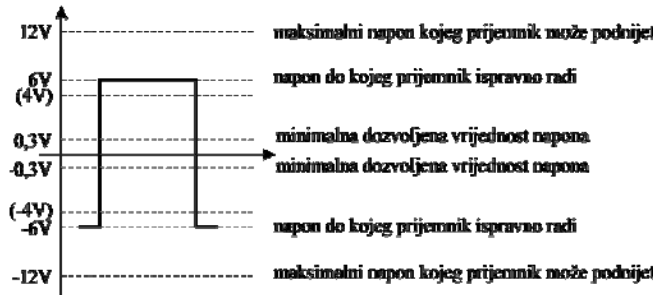 12V maksimalni napon kojeg prijemnik može podnijet
6V napon do kojeg prijemnik ispravno radi
(4V)
0,3V minimalna dozvoljena vrijednost napona
-0,3V minimalna dozvoljena vrijednost napona
(-4V)
-6V napon do kojeg prijemnik ispravno radi
-12V maksimalni napon kojeg prijemnik može podnijet